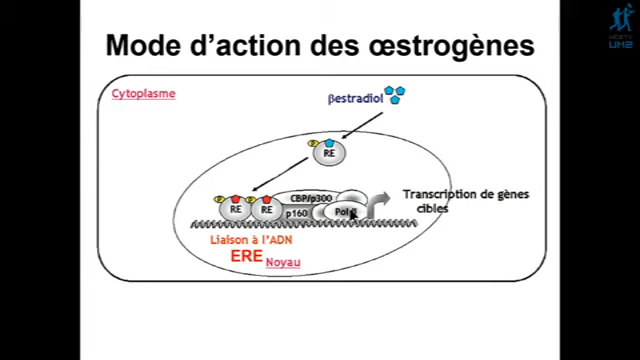 UM2
Mode d'action des œstrogènes
Cytoplasme
βestradiol
P
RE
P
P
RE
RE
CBP/p300
p160
Pol II
Transcription de gènes
cibles
Liaison à l'ADN
ERE
Noyau